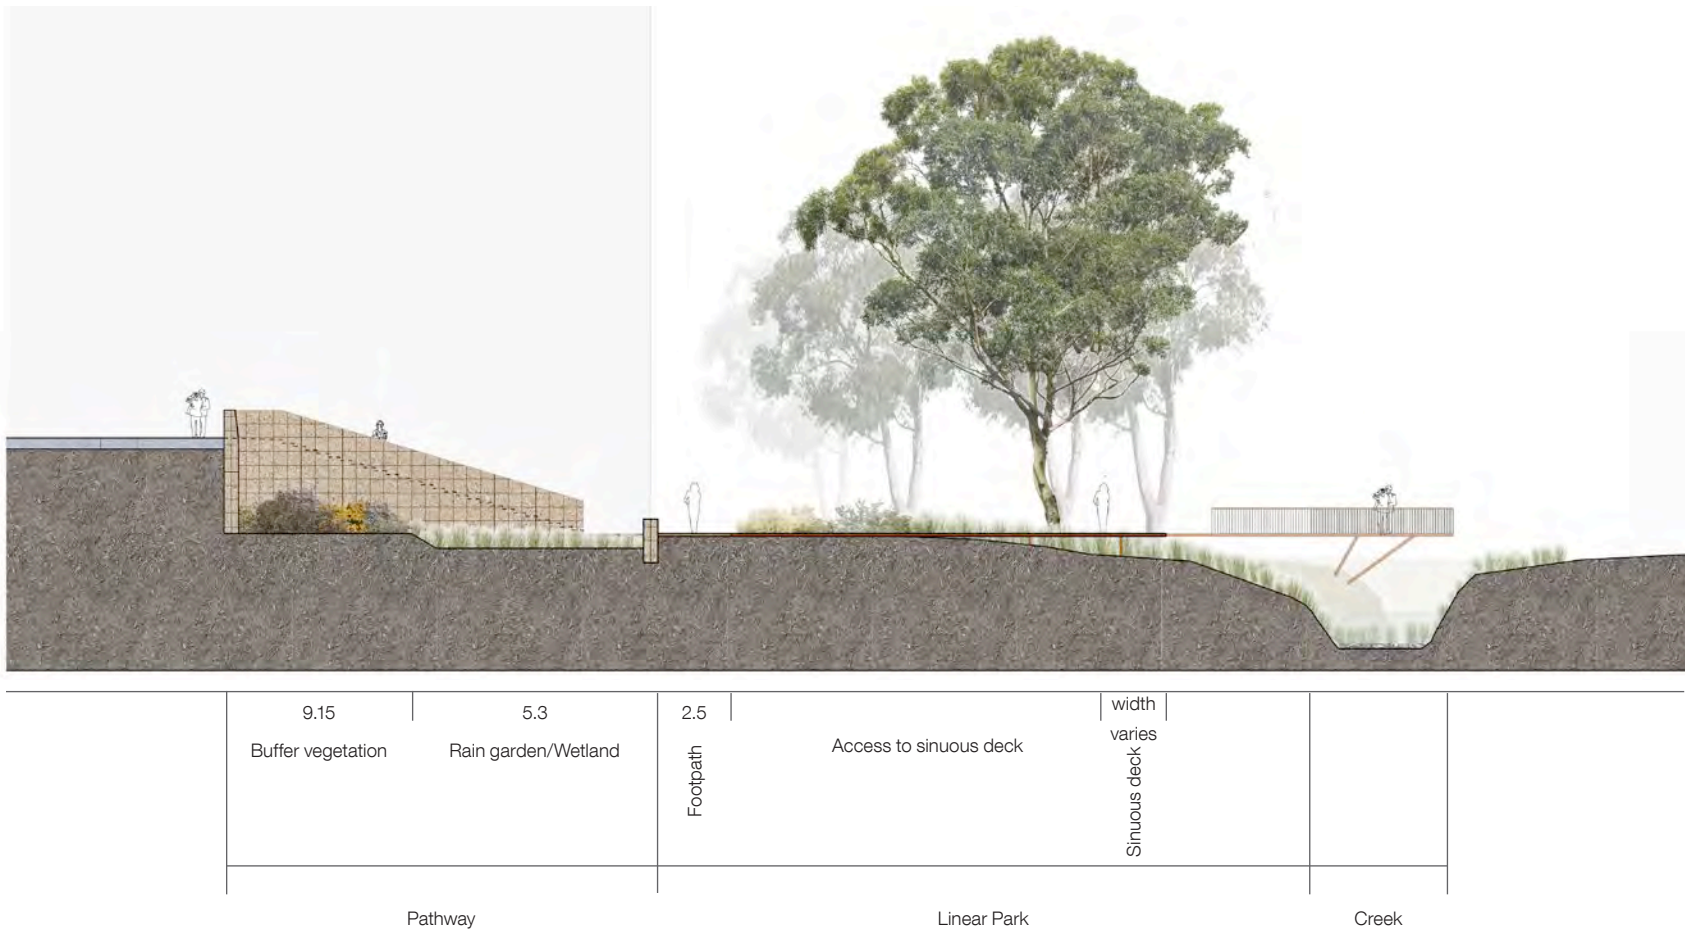 9.15
5.3
2.5
width
varies
Buffer vegetation
Rain garden/Wetland
Footpath
Access to sinuous deck
Sinuous deck
Pathway
Linear Park
Creek